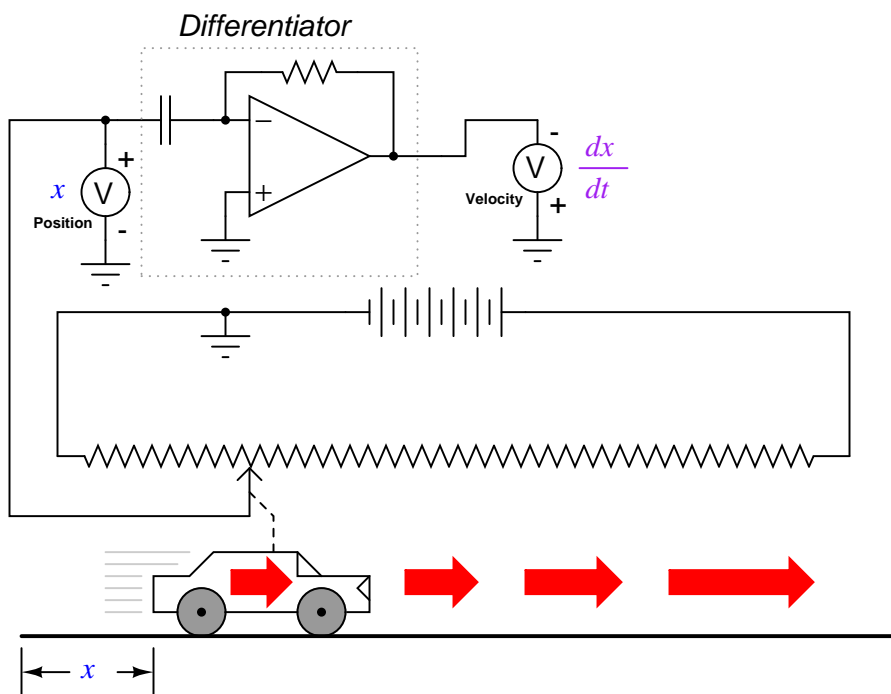 Differentiator
−
+
V
+
-
x
Position
V
-
+
Velocity
dx
dt
x